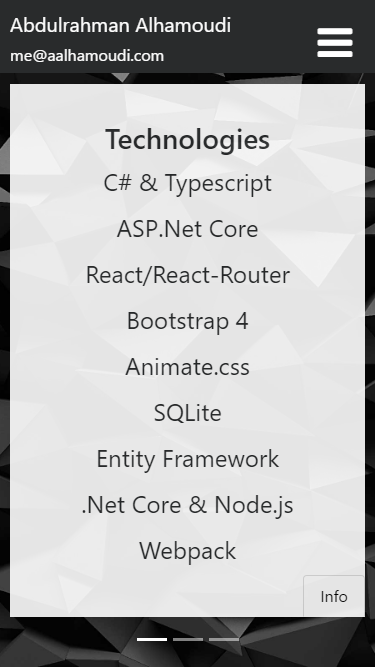 Abdulrahman Alhamoudi
me@aalhamoudi.com
Technologies
C# & Typescript
ASP.Net Core
React/React-Router
Bootstrap 4
Animate.css
SQLite
Entity Framework
.Net Core & Node.js
Webpack
Info